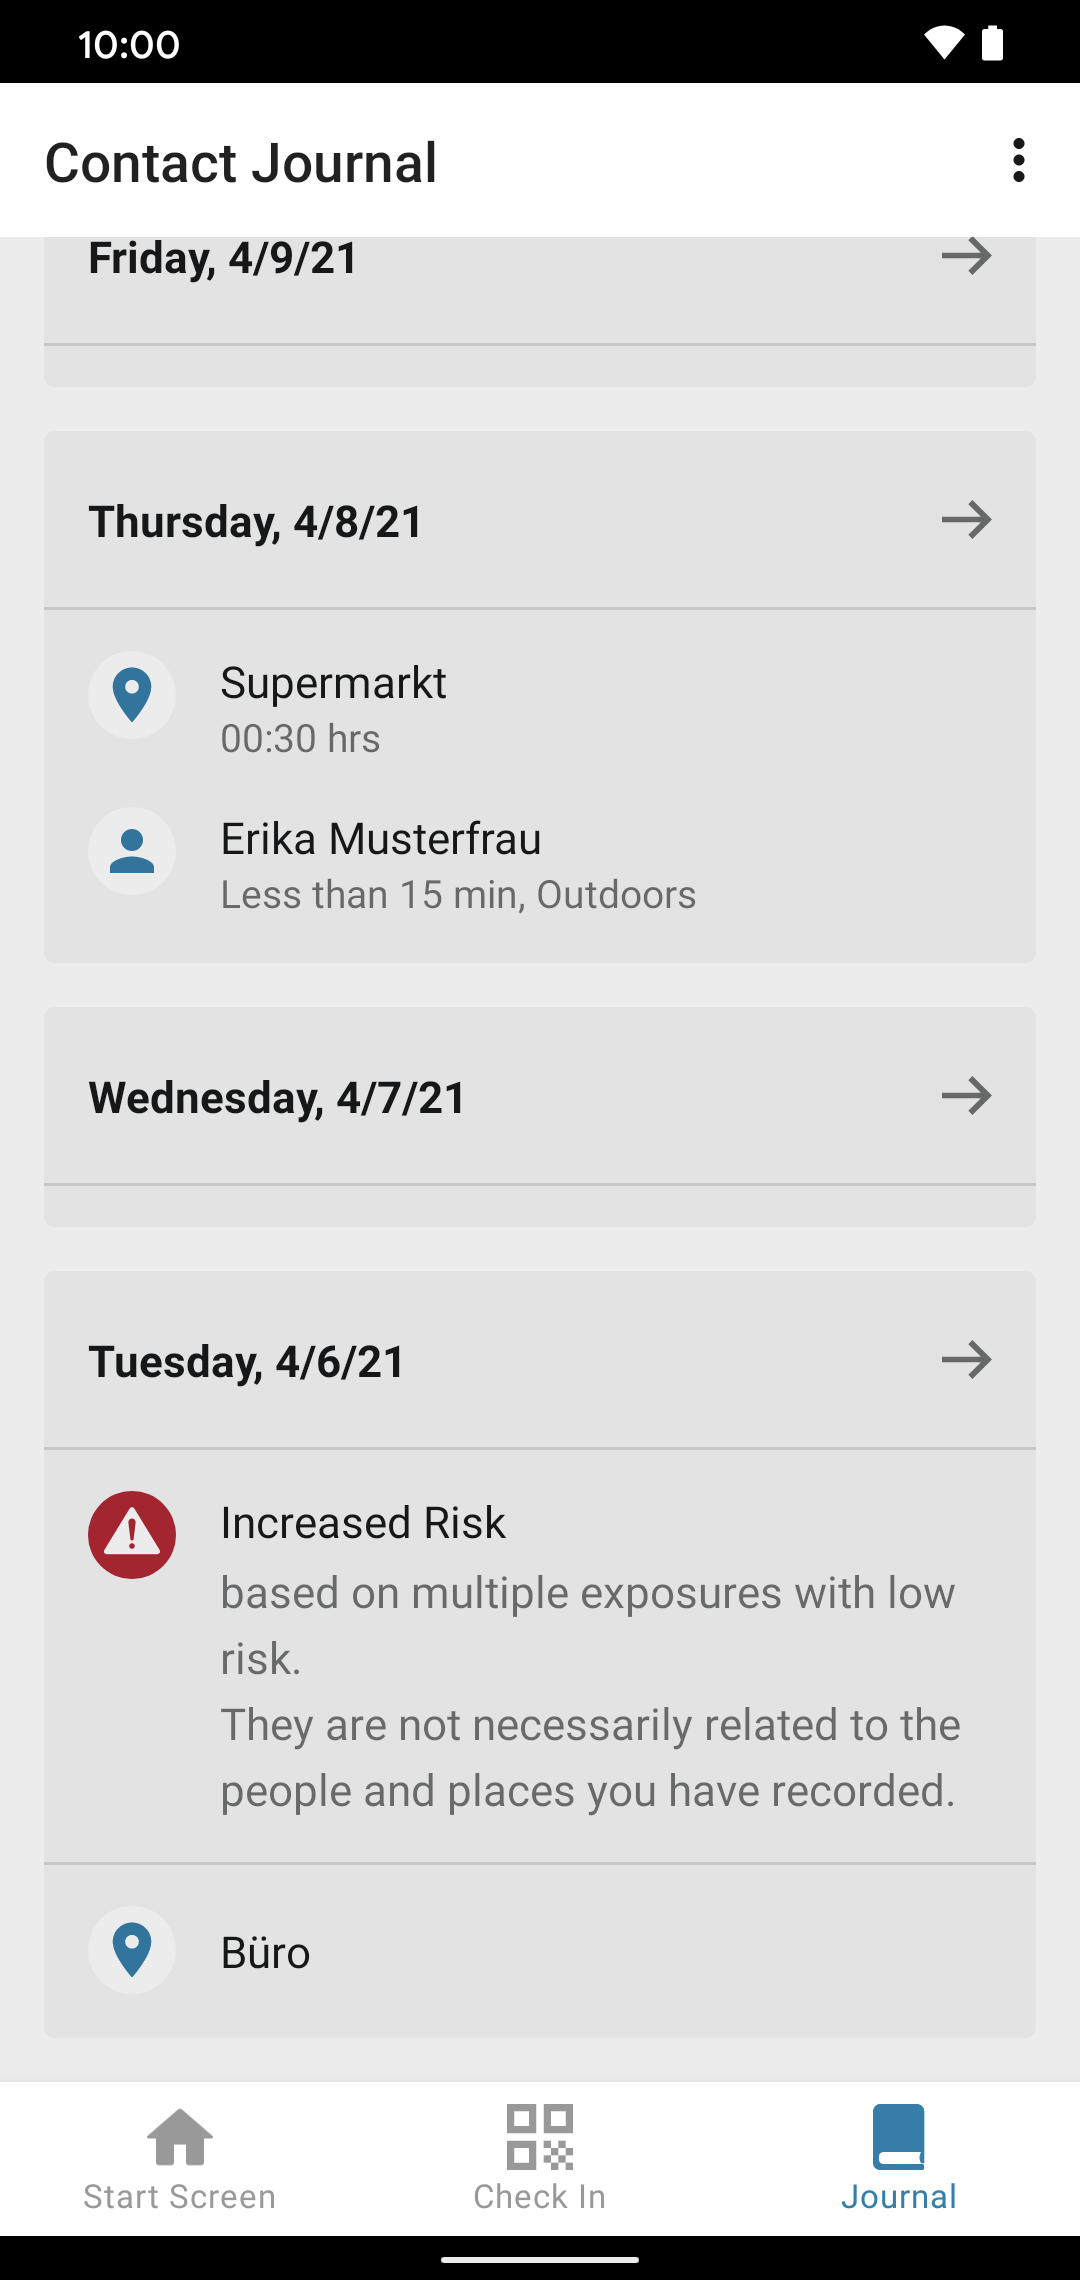 10:00
Contact Journal
Friday, 4/9/21
Thursday, 4/8/21
Supermarkt
00:30 hrs
Erika Musterfrau
Less than 15 min, Outdoors
Wednesday, 4/7/21
Tuesday, 4/6/21
Increased Risk
based on multiple exposures with low
risk.
They are not necessarily related to the
people and places you have recorded.
Büro
Start Screen
Check In
Journal